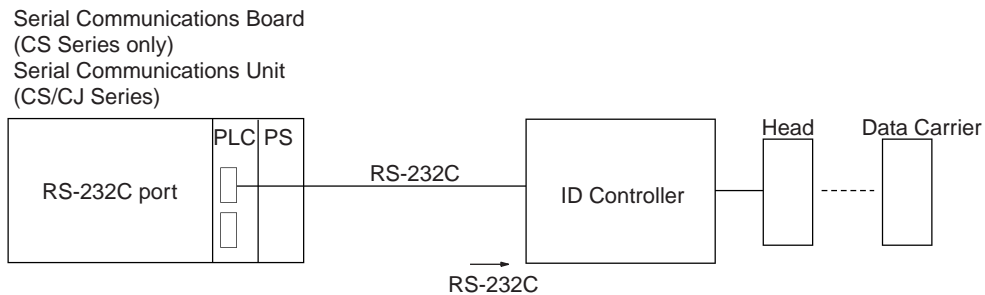 Serial Communications Board
(CS Series only)
Serial Communications Unit
(CS/CJ Series)
PLC PS
Head Data Carrier
RS-232C port
RS-232C
ID Controller
RS-232C